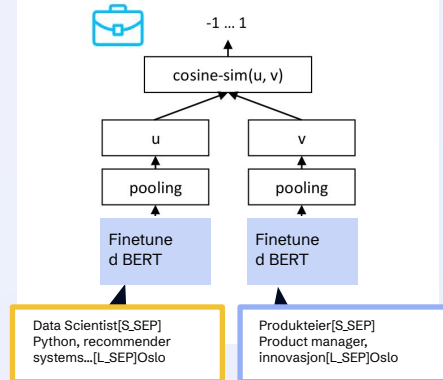 -1 ... 1
cosine-sim(u, v)
u
v
pooling
pooling
Finetune
d BERT
Finetune
d BERT
Data Scientist[S_SEP]
Python, recommender
systems...[L_SEP]Oslo
Produkteier[S_SEP]
Product manager,
innovasjon[L_SEP]Oslo